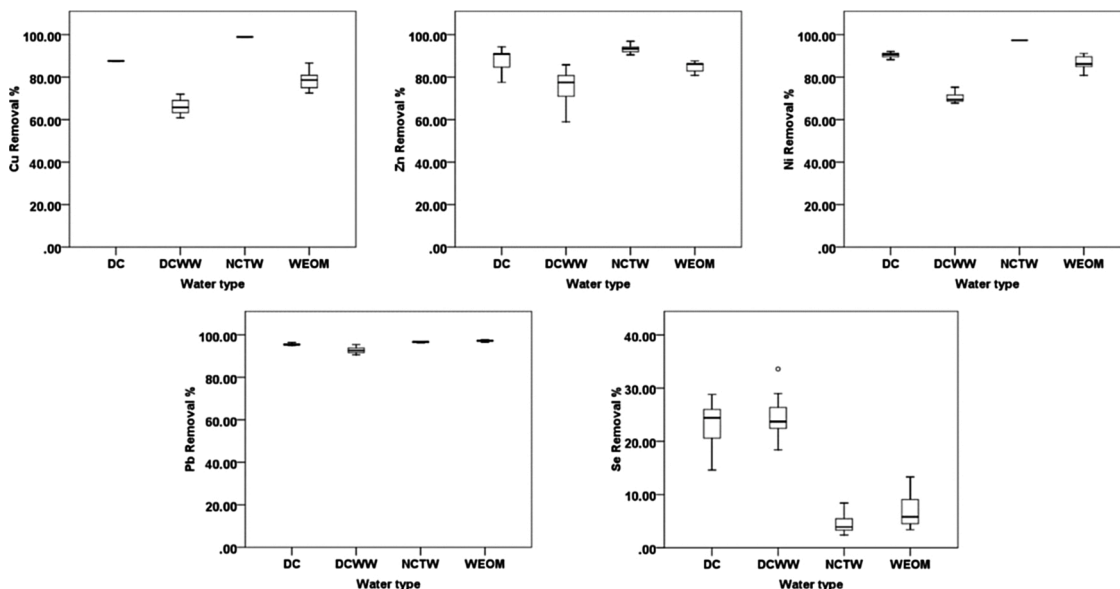 100.00
80.00
60.00
40.00
20.00
.00
Cu Removal %
DC DCWW NCTW WEOM
Water type
100.00
80.00
60.00
40.00
20.00
.00
Zn Removal %
DC DCWW NCTW WEOM
Water type
100.00
80.00
60.00
40.00
20.00
.00
Ni Removal %
DC DCWW NCTW WEOM
Water type
100.00
80.00
60.00
40.00
20.00
.00
Pb Removal %
DC DCWW NCTW WEOM
Water type
40.00
30.00
20.00
10.00
.00
Se Removal %
DC DCWW NCTW WEOM
Water type